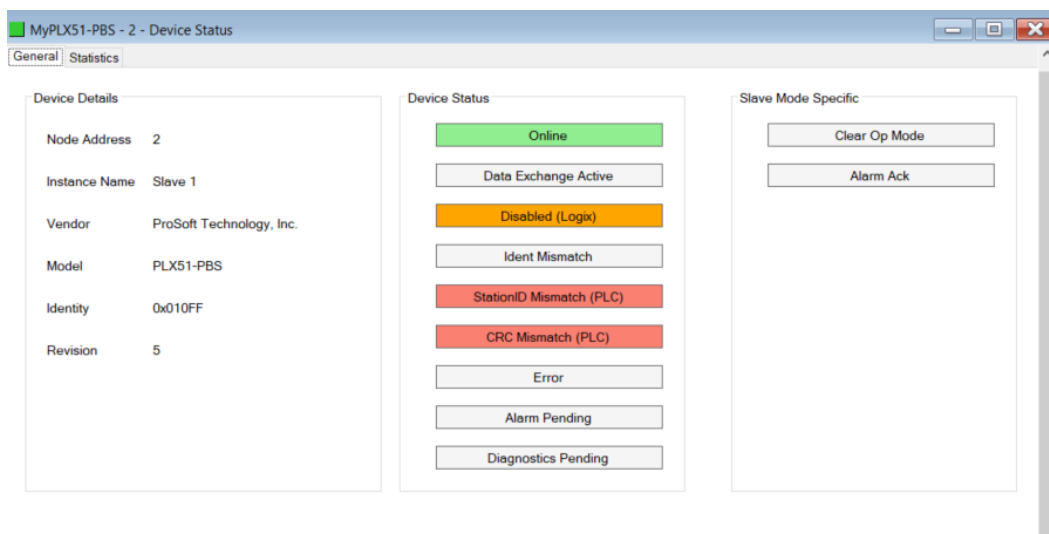 MyPLX51-PBS - 2 - Device Status
General Statistics
Device Details
Node Address 2
Instance Name Slave 1
Vendor ProSoft Technology, Inc.
Model PLX51-PBS
Identity 0x010FF
Revision 5
Device Status
Online
Data Exchange Active
Disabled (Logix)
Ident Mismatch
StationID Mismatch (PLC)
CRC Mismatch (PLC)
Error
Alarm Pending
Diagnostics Pending
Slave Mode Specific
Clear Op Mode
Alarm Ack